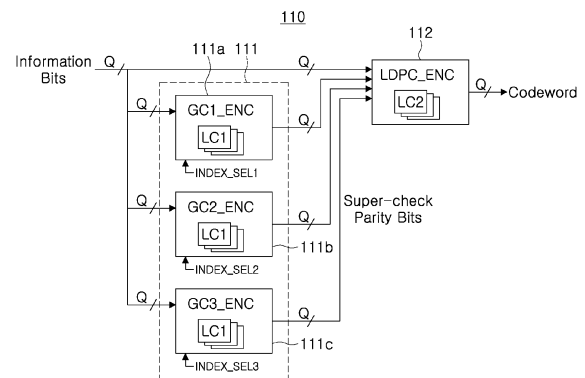 110
112
111a
111
Information
Bits
Q
Q
LDPC_ENC
LC2
Q
Codeword
Q
GC1_ENC
LC1
Q
INDEX_SEL1
Super-check
Parity Bits
Q
GC2_ENC
LC1
Q
INDEX_SEL2
111b
Q
GC3_ENC
LC1
Q
INDEX_SEL3
111c